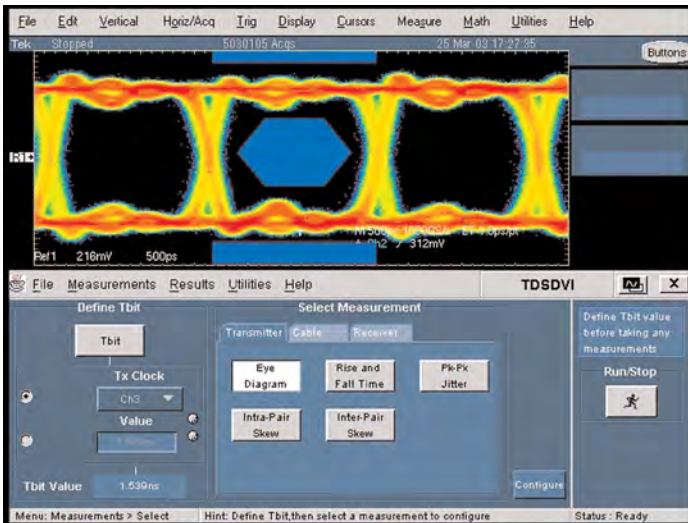 File Edit Vertical Horiz/Acq Trig Display Cursors Measure Math Utilities Help
Tek Stopped 5030105 Acqs 25 Mar 03 17:27:35
Buttons
Ref1 216mV 500ps
312mV
File Measurements Results Utilities Help TDSDVI X
Define Tbit
Tbit
Tx Clock
Ch3
Value
Tbit Value 1.539ns
Select Measurement
Transmitter Cable Receiver
Eye Diagram
Rise and Fall Time
Pk-Pk Jitter
Intra-Pair Skew
Inter-Pair Skew
Configure
Define Tbit value
before taking any
measurements
Run/Stop
Menu: Measurements > Select Hint: Define Tbit,then select a measurement to configure Status : Ready